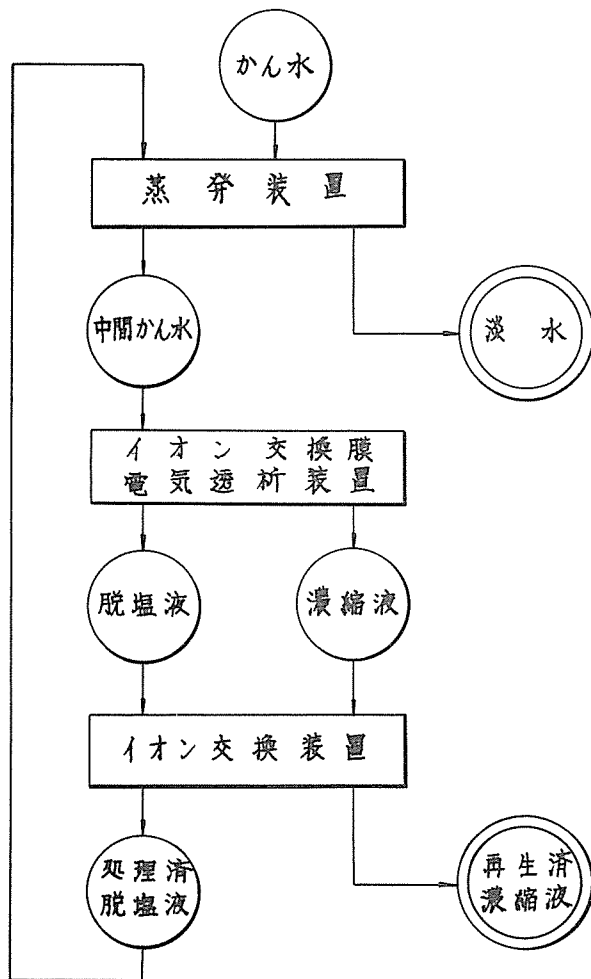 かん水
蒸発装置
中間かん水
淡水
イオン交換膜
電気透析装置
脱塩液
濃縮液
イオン交換装置
処理済
脱塩液
再生済
濃縮液